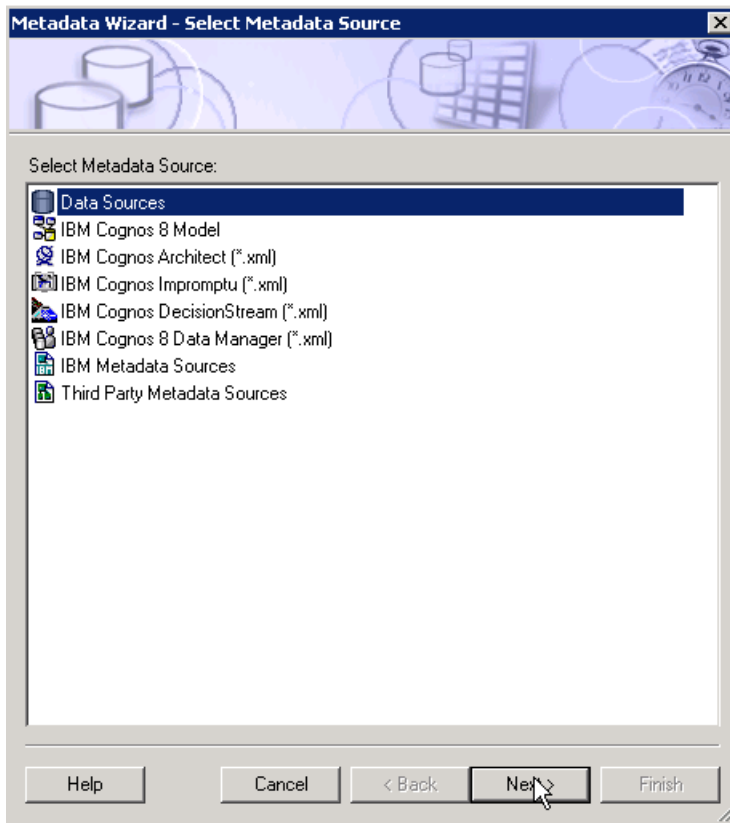 Metadata Wizard - Select Metadata Source
Select Metadata Source:
Data Sources
IBM Cognos 8 Model
IBM Cognos Architect (*.xml)
IBM Cognos Impromptu (*.xml)
IBM Cognos DecisionStream (*.xml)
IBM Cognos 8 Data Manager (*.xml)
IBM Metadata Sources
Third Party Metadata Sources
Help Cancel < Back Next > Finish